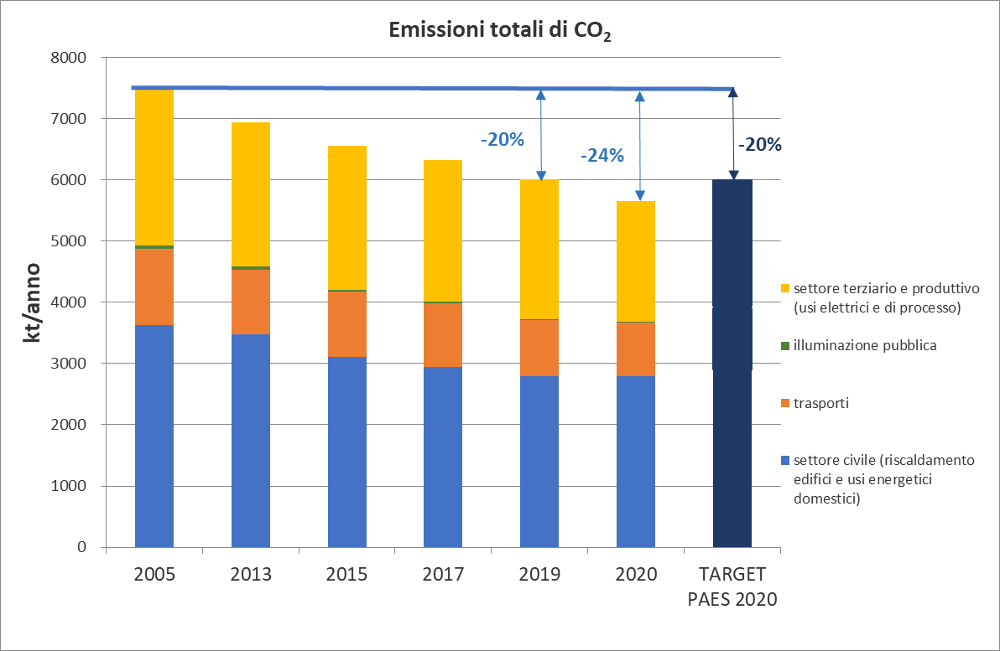 Emissioni totali di CO₂
kt/anno
8000
7000
6000
5000
4000
3000
2000
1000
0
-20%
-24%
-20%
2005
2013
2015
2017
2019
2020
TARGET
PAES 2020
settore terziario e produttivo
(usi elettrici e di processo)
illuminazione pubblica
trasporti
settore civile (riscaldamento
edifici e usi energetici
domestici)